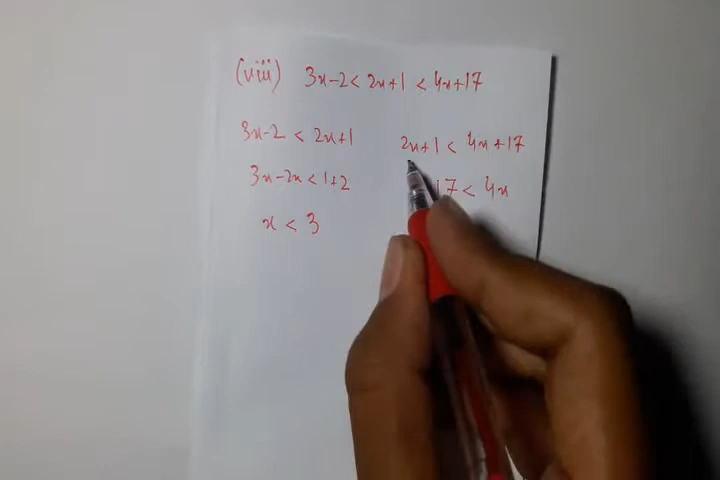 (viii) 3x-2 < 2x+1 < 4x+17
3x-2 < 2x+1
3x-2x < 1+2
x < 3
2x+1 < 4x+17
17 < 4x